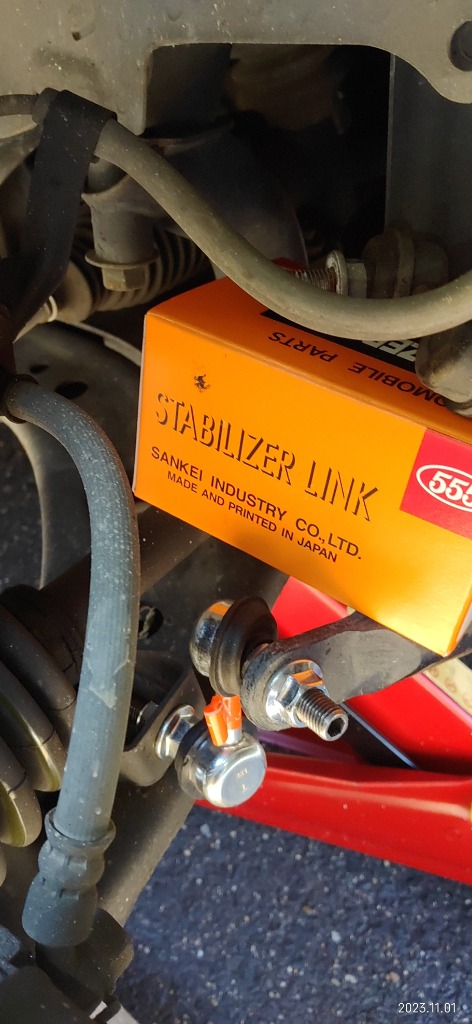 OMOBILE PARTS
STABILIZER LINK
SANKEI INDUSTRY CO., LTD.
MADE AND PRINTED IN JAPAN
555
2023.11.01